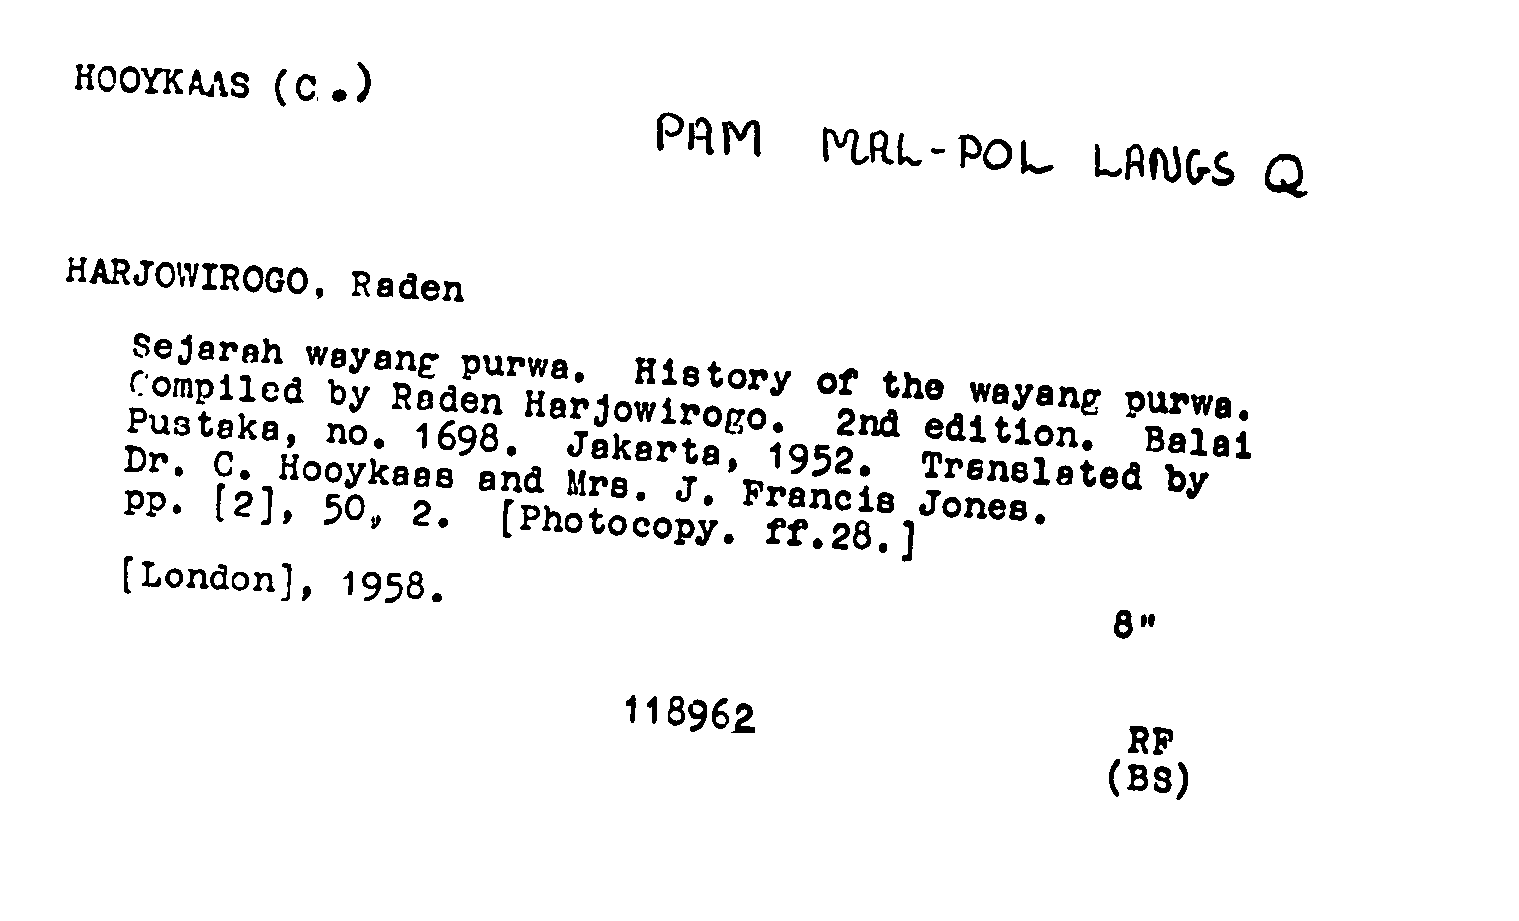 HOOYKAAS (C.)
PAM MAL-POL LANGS Q
HARJOWIROGO, Raden
Sejarah wayang purwa. History of the wayang purwa.
Compiled by Raden Harjowirogo. 2nd edition. Balai
Pustaka, no. 1698. Jakarta, 1952. Translated by
Dr. C. Hooykaas and Mrs. J. Francis Jones.
pp. [2], 50,, 2. [Photocopy. ff.28.]
[London], 1958.
8"
118962
RF
(BS)